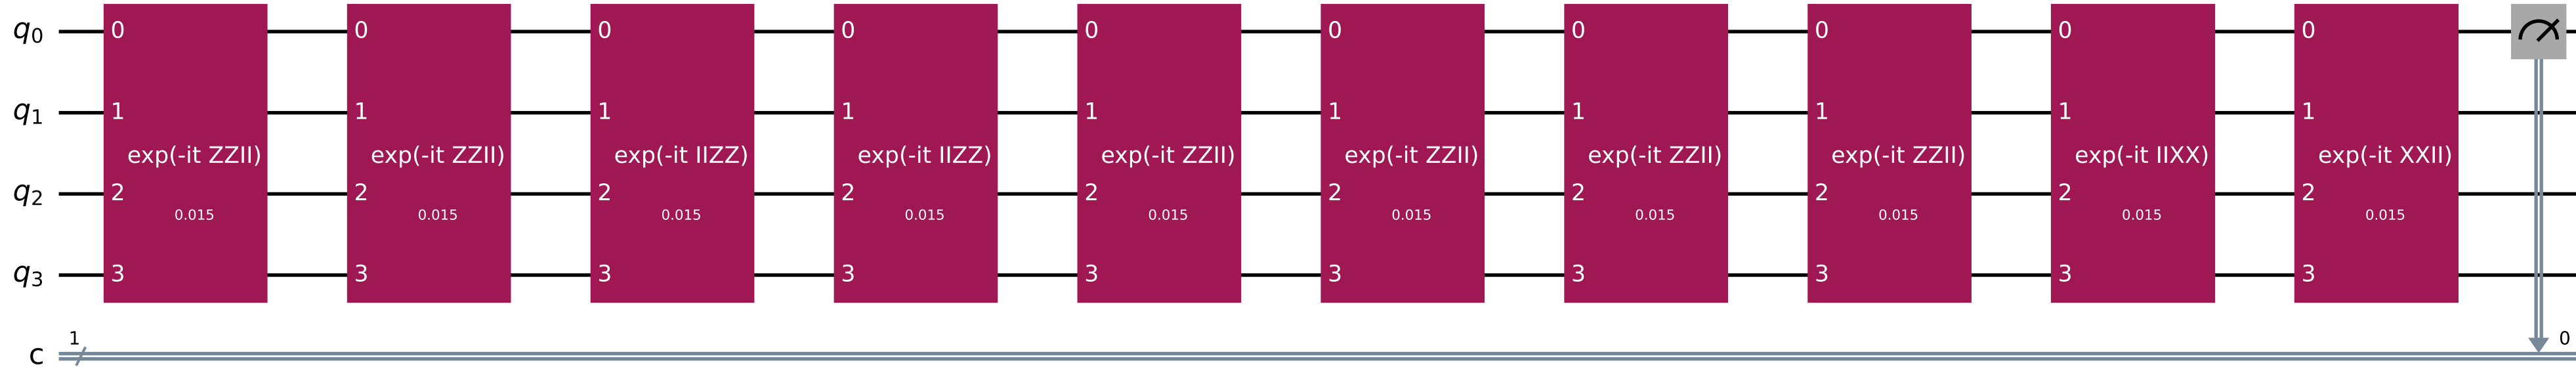 q0 0 0 0 0 0 0 0 0 0 0
q1 1 1 1 1 1 1 1 1 1 1
exp(-it ZZII) exp(-it ZZII) exp(-it IIZZ) exp(-it IIZZ) exp(-it ZZII) exp(-it ZZII) exp(-it ZZII) exp(-it ZZII) exp(-it IIXX) exp(-it XXII)
q2 2 2 2 2 2 2 2 2 2 2
0.015 0.015 0.015 0.015 0.015 0.015 0.015 0.015 0.015 0.015
q3 3 3 3 3 3 3 3 3 3 3
1 0
c